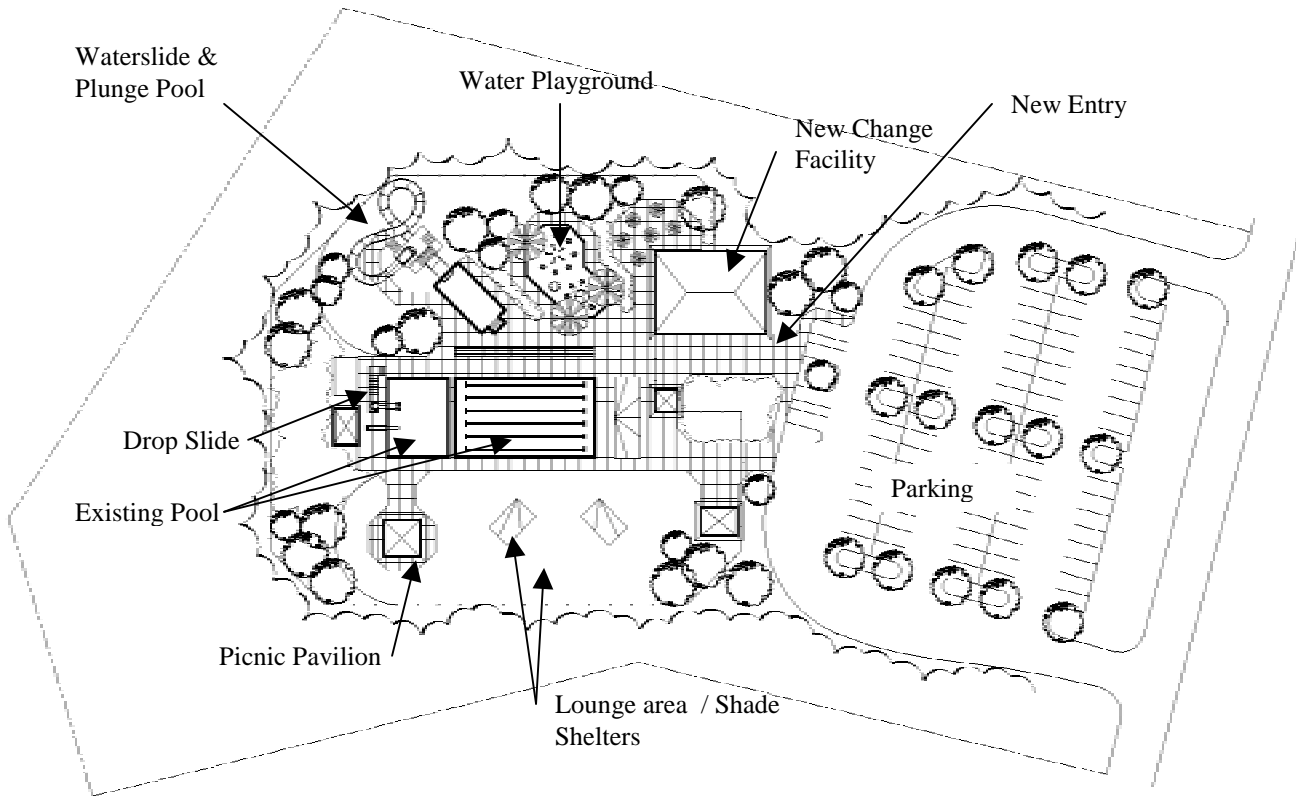 Waterslide &
Plunge Pool
Water Playground
New Change
Facility
New Entry
Drop Slide
Existing Pool
Parking
Picnic Pavilion
Lounge area / Shade
Shelters